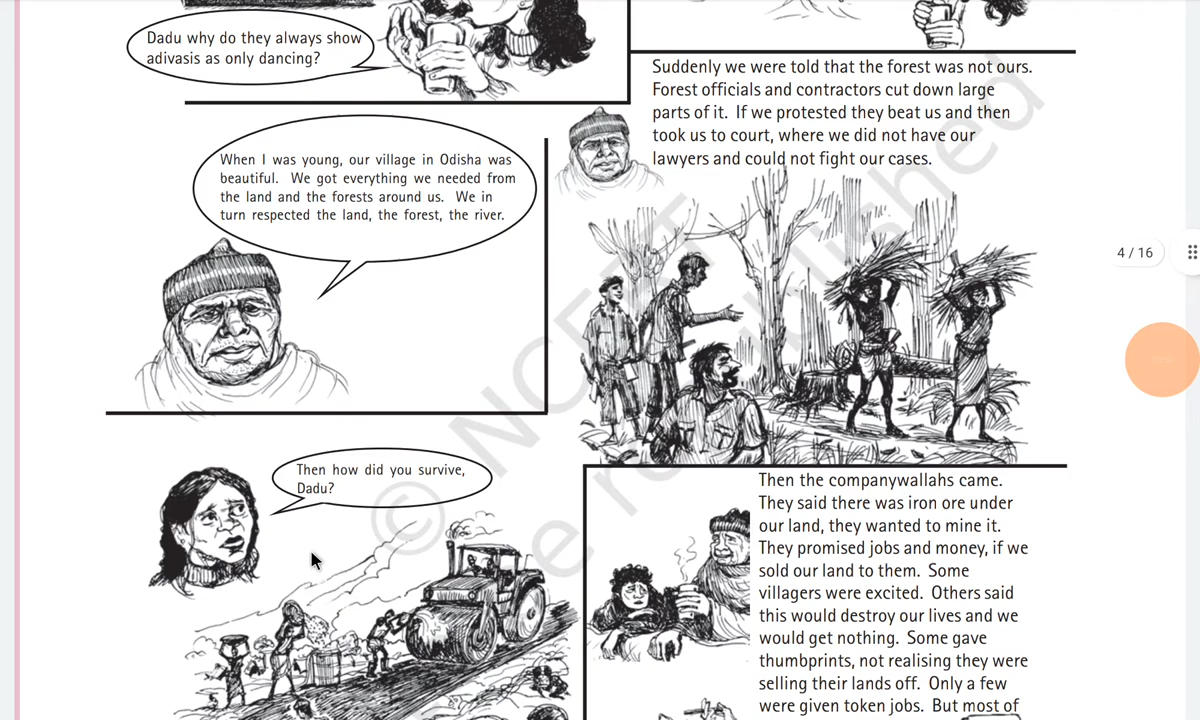 Dadu why do they always show
adivasis as only dancing?
When I was young, our village in Odisha was
beautiful. We got everything we needed from
the land and the forests around us. We in
turn respected the land, the forest, the river.
Suddenly we were told that the forest was not ours.
Forest officials and contractors cut down large
parts of it. If we protested they beat us and then
took us to court, where we did not have our
lawyers and could not fight our cases.
Then how did you survive,
Dadu?
Then the companywallahs came.
They said there was iron ore under
our land, they wanted to mine it.
They promised jobs and money, if we
sold our land to them. Some
villagers were excited. Others said
this would destroy our lives and we
would get nothing. Some gave
thumbprints, not realising they were
selling their lands off. Only a few
were given token jobs. But most of
4 / 16
© NCERT
be republished